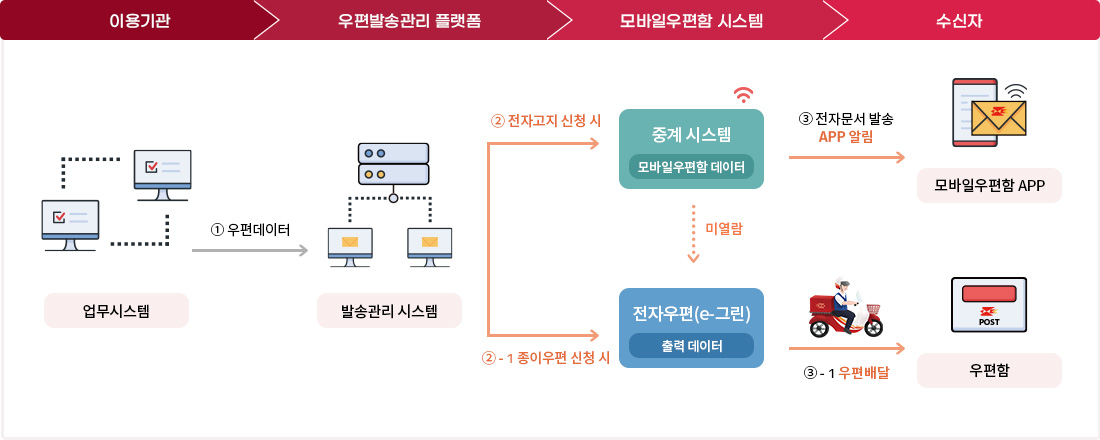 이용기관
우편발송관리 플랫폼
모바일우편함 시스템
수신자
업무시스템
① 우편데이터
발송관리 시스템
② 전자고지 신청 시
② - 1 종이우편 신청 시
중계 시스템
모바일우편함 데이터
미열람
전자우편(e-그린)
출력 데이터
③ 전자문서 발송
APP 알림
③ - 1 우편배달
모바일우편함 APP
POST
우편함